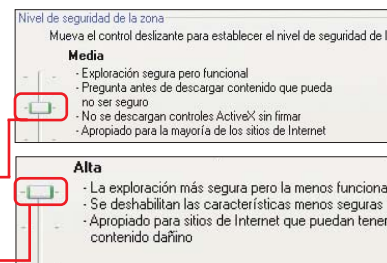 Nivel de seguridad de la zona
Mueva el control deslizante para establecer el nivel de seguridad de
Media
- Exploración segura pero funcional
- Pregunta antes de descargar contenido que pueda
no ser seguro
- No se descargan controles ActiveX sin firmar
- Apropiado para la mayoría de los sitios de Internet
Alta
- La exploración más segura pero la menos funciona
- Se deshabilitan las características menos seguras
- Apropiado para sitios de Internet que puedan tener
contenido dañino